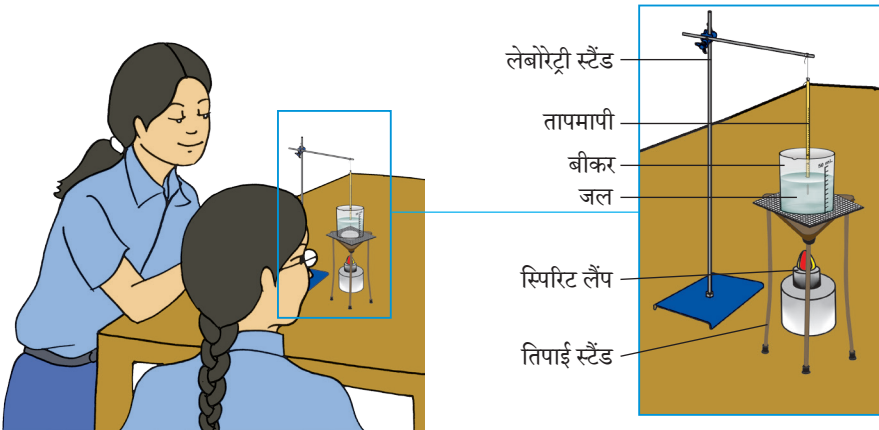 लेबोरेट्री स्टैंड
तापमापी
बीकर
जल
स्पिरिट लैंप
तिपाई स्टैंड